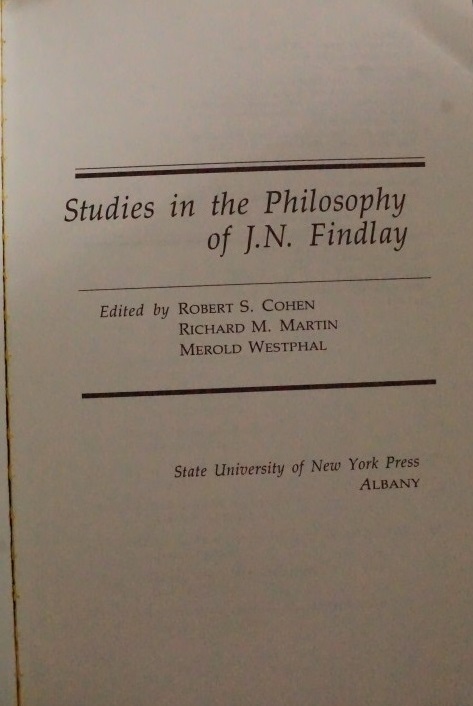 Studies in the Philosophy
of J.N. Findlay
Edited by ROBERT S. COHEN
RICHARD M. MARTIN
MEROLD WESTPHAL
State University of New York Press
ALBANY